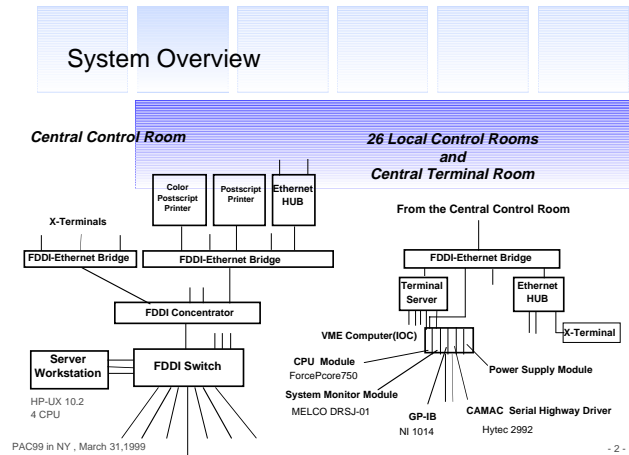 System Overview
Central Control Room
26 Local Control Rooms
and
Central Terminal Room
Color
Postscript
Printer
Postscript
Printer
Ethernet
HUB
X-Terminals
FDDI-Ethernet Bridge
FDDI-Ethernet Bridge
FDDI Concentrator
Server
Workstation
FDDI Switch
HP-UX 10.2
4 CPU
From the Central Control Room
FDDI-Ethernet Bridge
Terminal
Server
Ethernet
HUB
VME Computer(IOC)
X-Terminal
CPU Module
ForcePcore750
Power Supply Module
System Monitor Module
MELCO DRSJ-01
GP-IB
NI 1014
CAMAC Serial Highway Driver
Hytec 2992
PAC99 in NY , March 31,1999
- 2 -